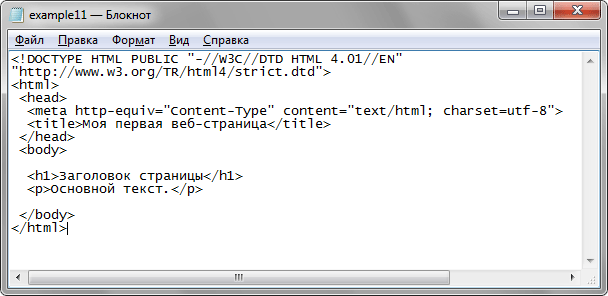 example11 — Блокнот
Файл Правка Формат Вид Справка
<!DOCTYPE HTML PUBLIC "-//W3C//DTD HTML 4.01//EN"
"http://www.w3.org/TR/html4/strict.dtd">
<html>
<head>
<meta http-equiv="Content-Type" content="text/html; charset=utf-8">
<title>Моя первая веб-страница</title>
</head>
<body>
<h1>Заголовок страницы</h1>
<p>Основной текст.</p>
</body>
</html>